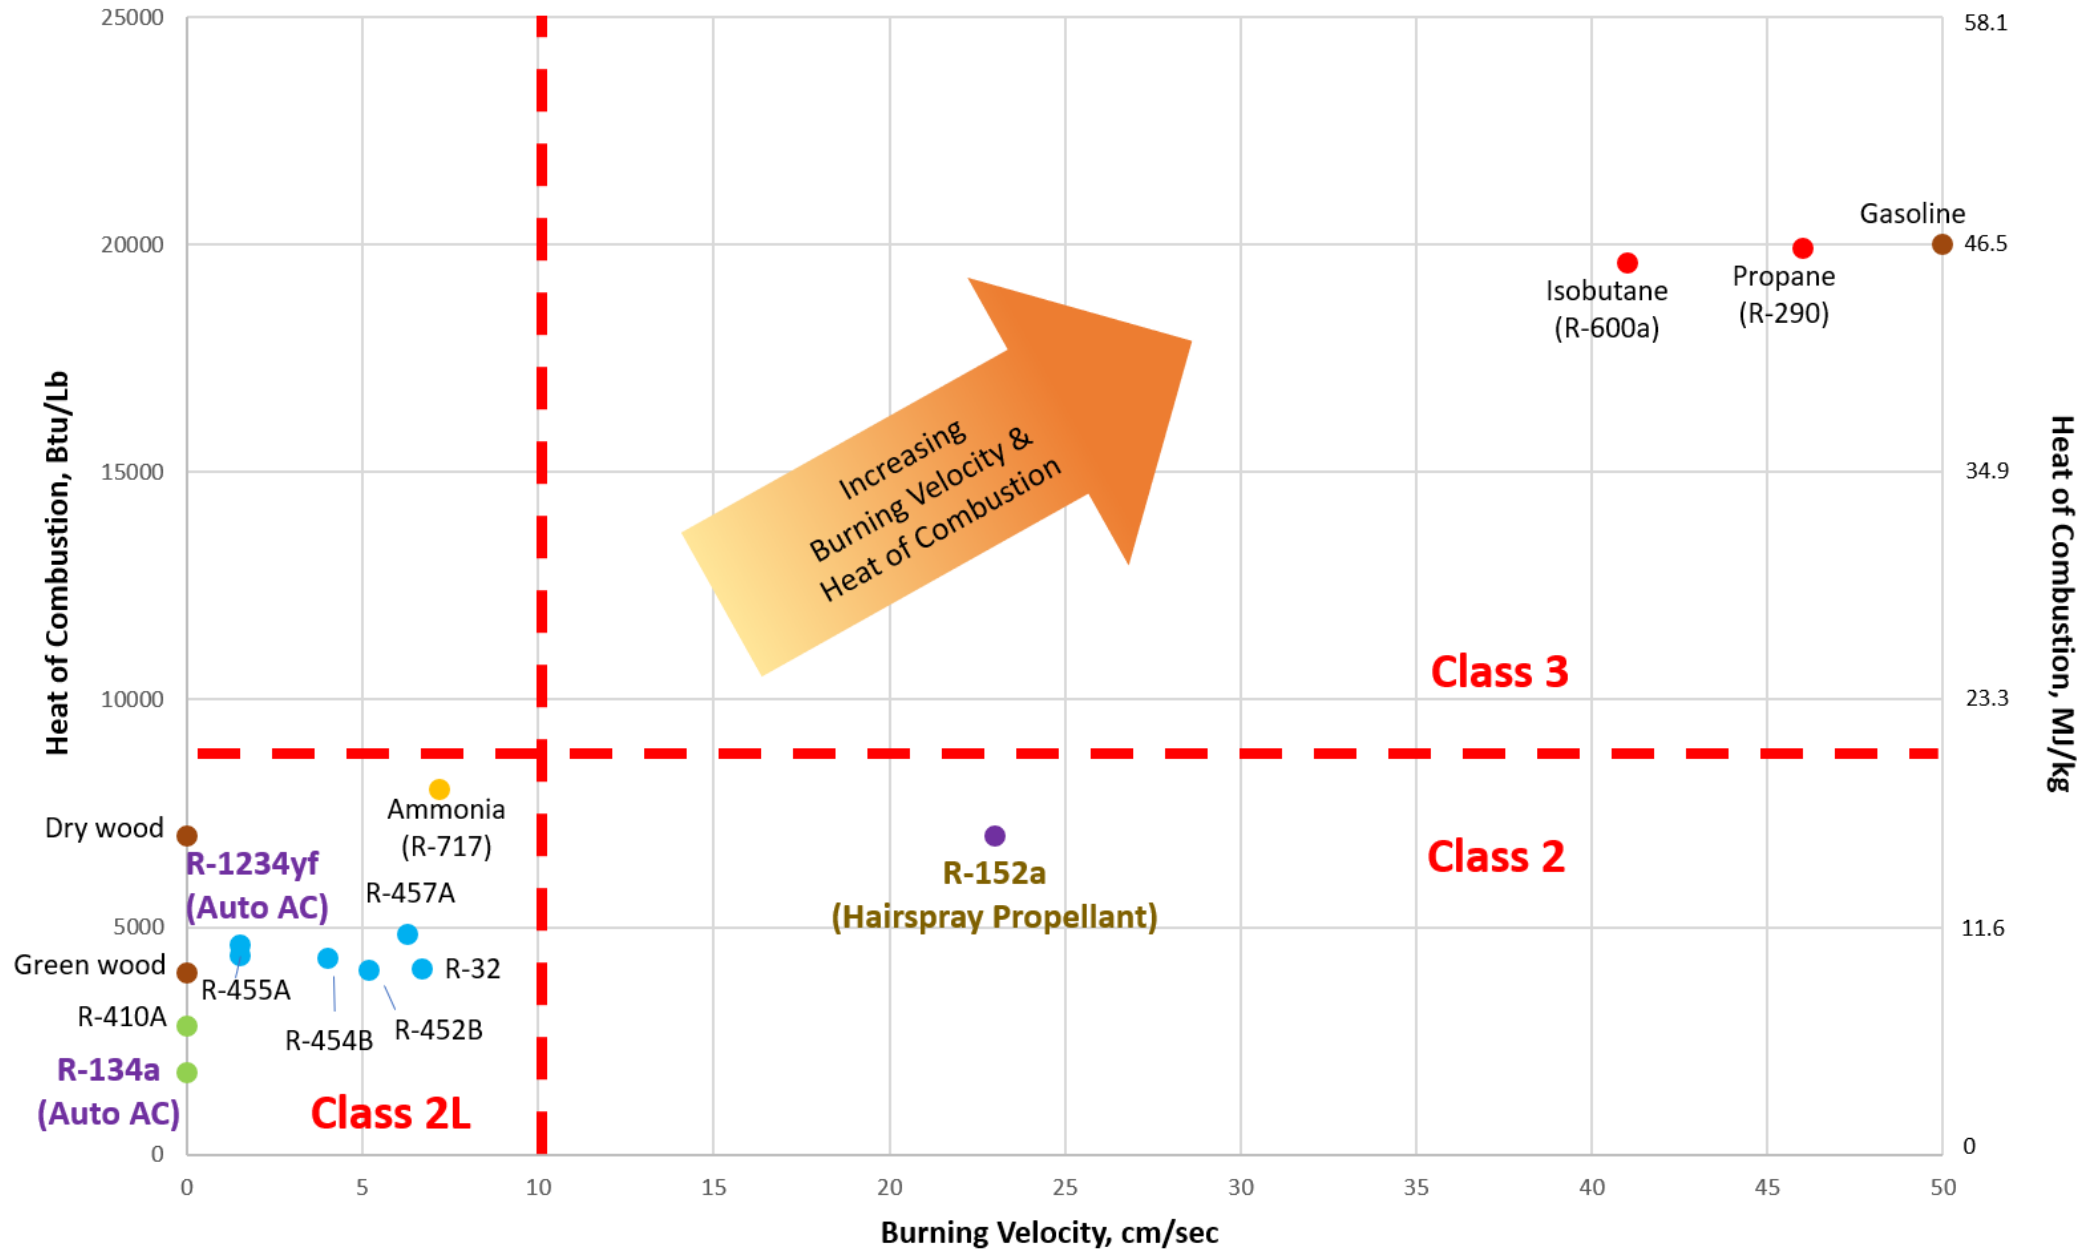 25000
58.1
20000
46.5
15000
34.9
10000
23.3
5000
11.6
0
0
Heat of Combustion, Btu/Lb
Heat of Combustion, MJ/kg
Gasoline
Propane
(R-290)
Isobutane
(R-600a)
Increasing
Burning Velocity &
Heat of Combustion
Class 3
Class 2
Ammonia
(R-717)
Dry wood
R-1234yf
(Auto AC)
R-457A
R-152a
(Hairspray Propellant)
Green wood
R-455A
R-32
R-410A
R-454B
R-452B
R-134a
(Auto AC)
Class 2L
0
5
10
15
20
25
30
35
40
45
50
Burning Velocity, cm/sec